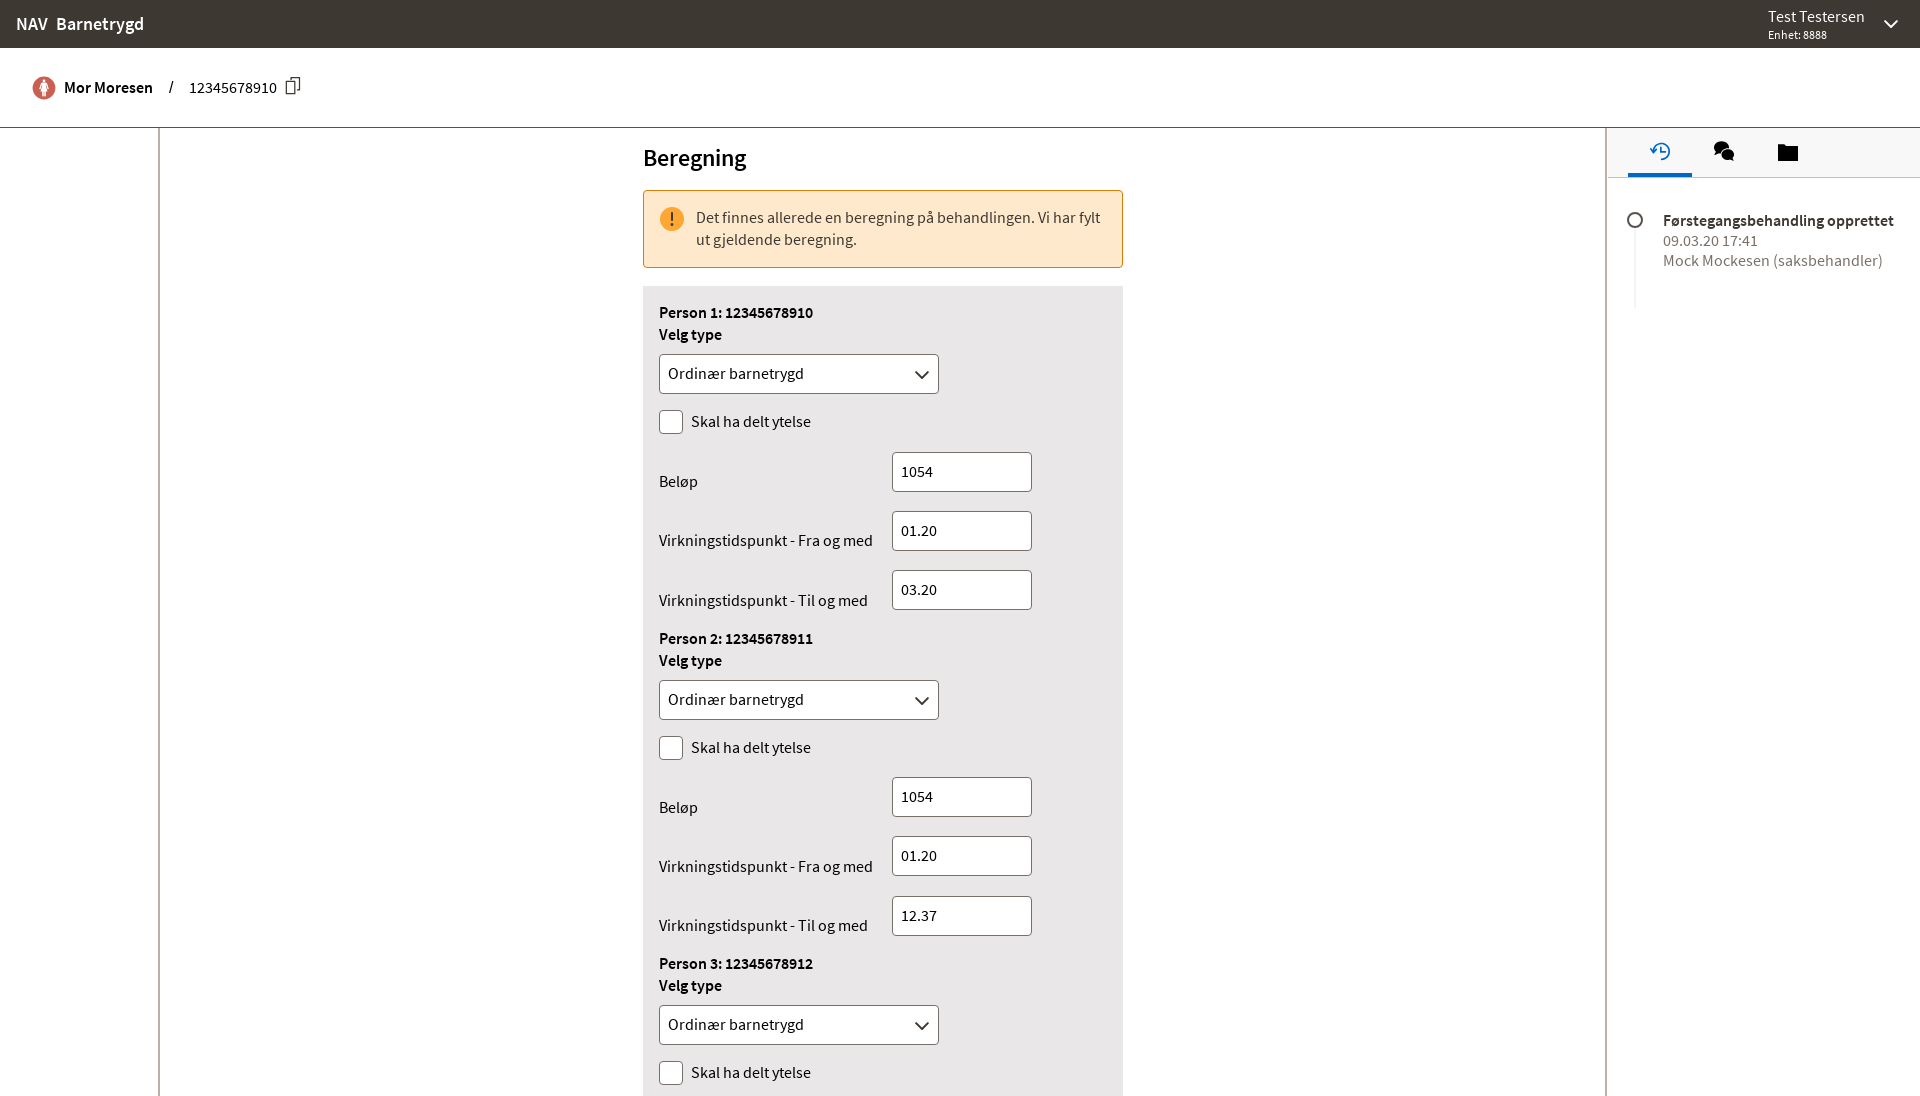 NAV Barnetrygd
Test Testersen
Enhet: 8888
Mor Moresen / 12345678910
Beregning
Det finnes allerede en beregning på behandlingen. Vi har fylt
ut gjeldende beregning.
Person 1: 12345678910
Velg type
Ordinær barnetrygd
Skal ha delt ytelse
Beløp 1054
Virkningstidspunkt - Fra og med 01.20
Virkningstidspunkt - Til og med 03.20
Person 2: 12345678911
Velg type
Ordinær barnetrygd
Skal ha delt ytelse
Beløp 1054
Virkningstidspunkt - Fra og med 01.20
Virkningstidspunkt - Til og med 12.37
Person 3: 12345678912
Velg type
Ordinær barnetrygd
Skal ha delt ytelse
Førstegangsbehandling opprettet
09.03.20 17:41
Mock Mockesen (saksbehandler)